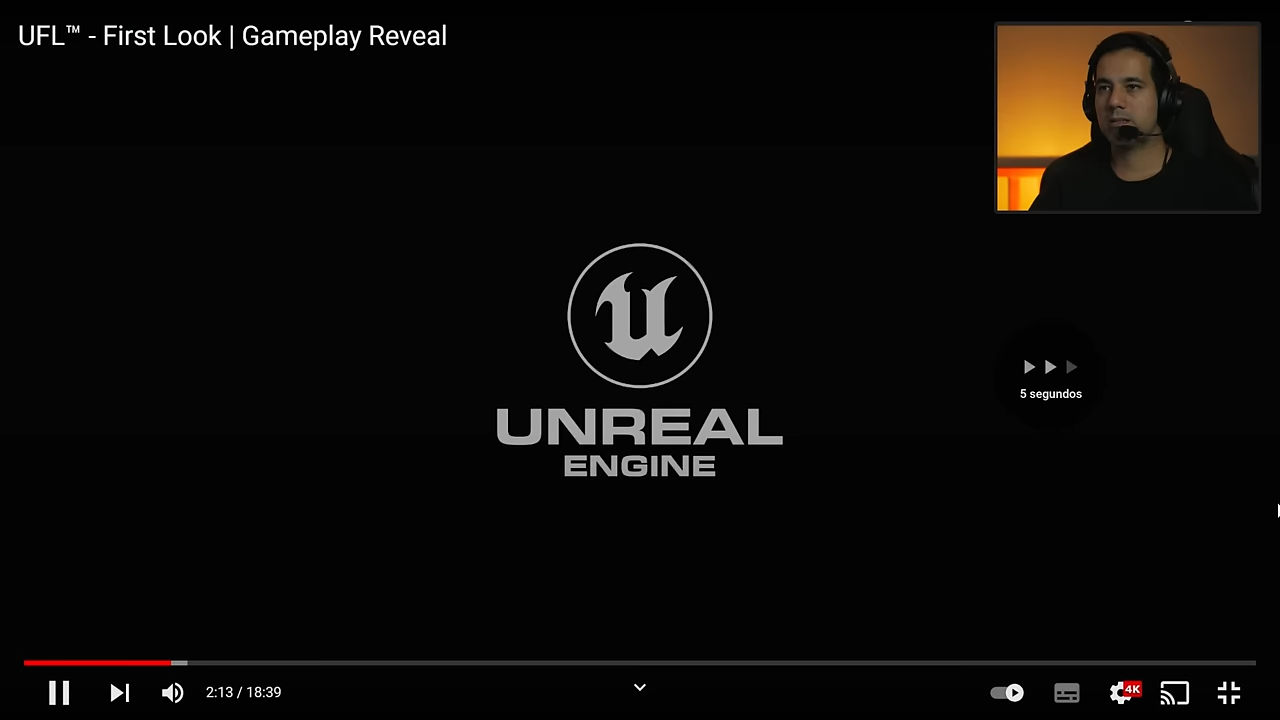 UFL™ - First Look | Gameplay Reveal
UNREAL
ENGINE
5 segundos
2:13 / 18:39
4K